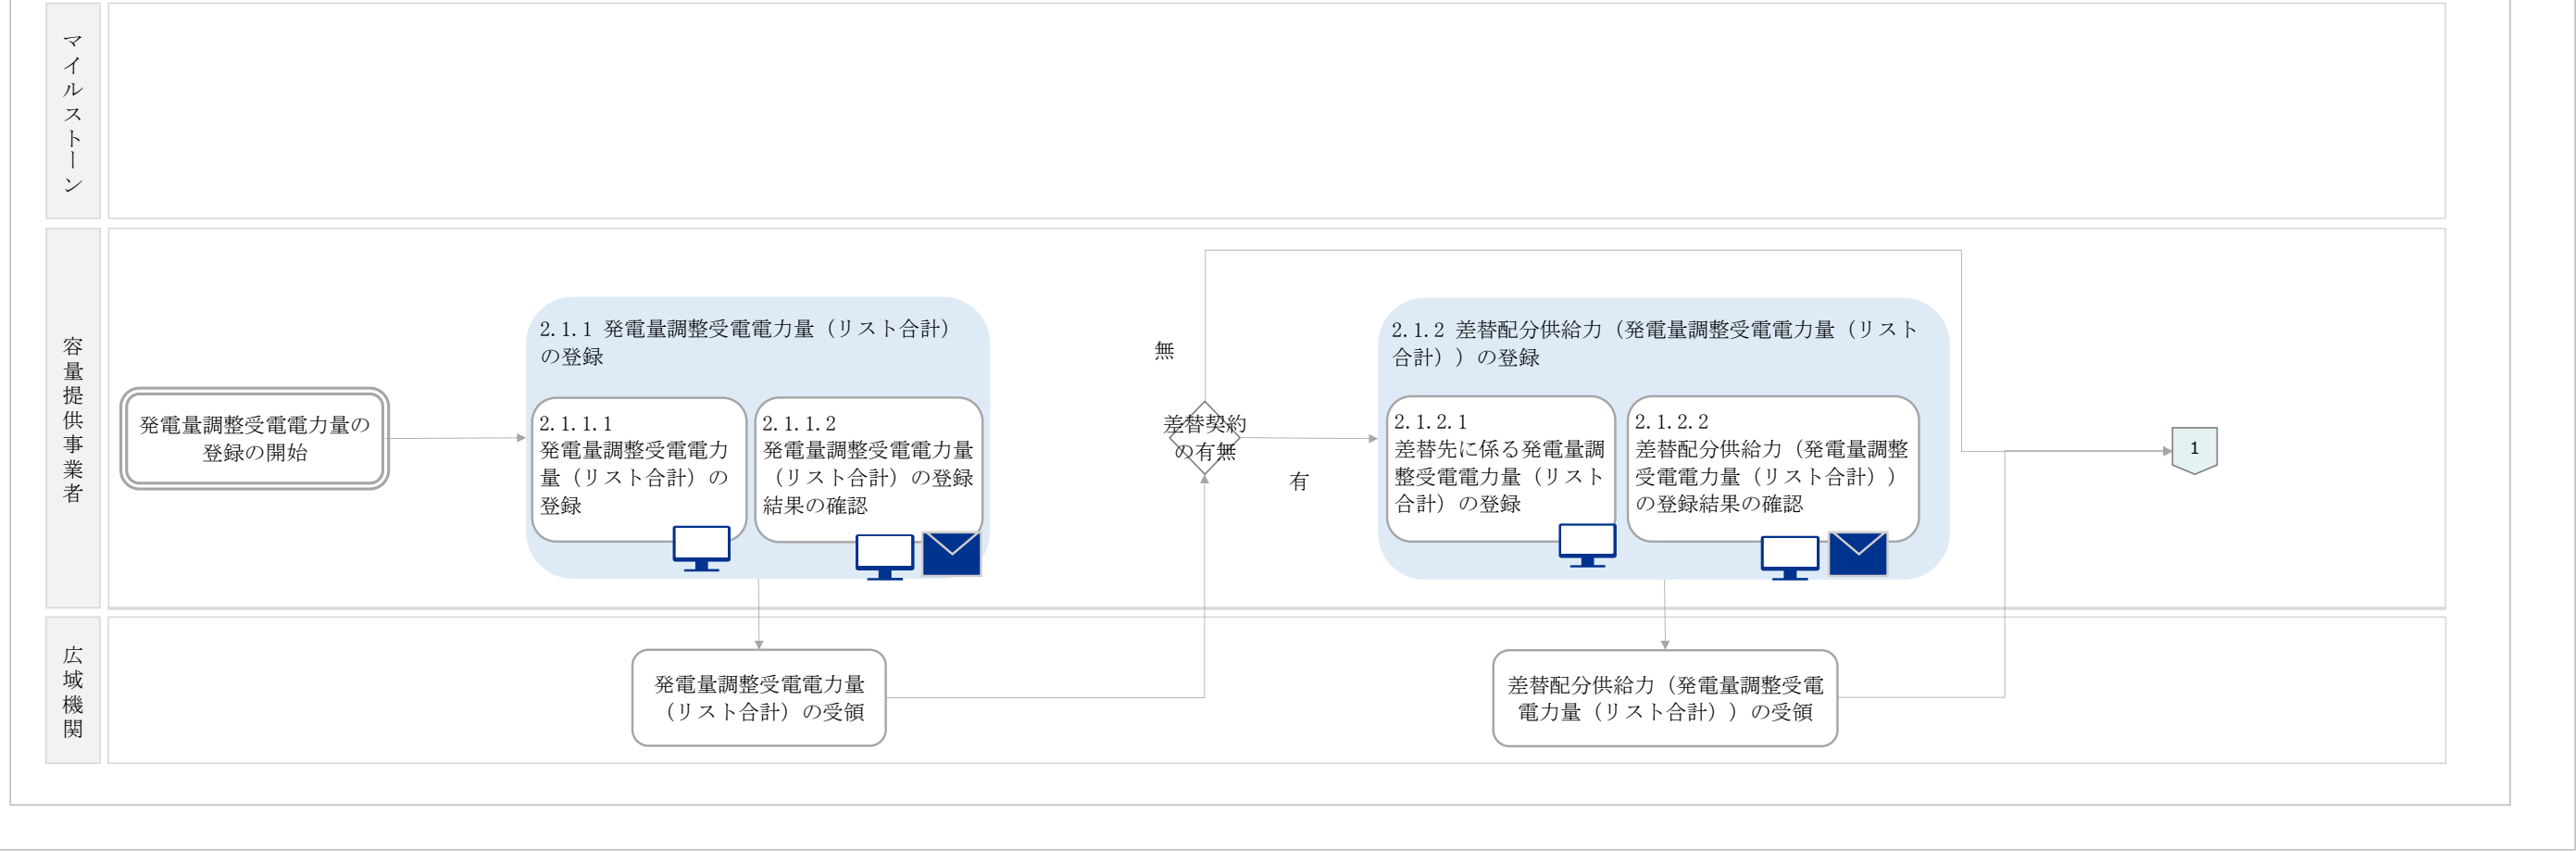 マイルストーン
容量提供事業者
発電量調整受電電力量の
登録の開始
2.1.1 発電量調整受電電力量（リスト合計）
の登録
2.1.1.1
発電量調整受電電力
量（リスト合計）の
登録
2.1.1.2
発電量調整受電電力量
（リスト合計）の登録
結果の確認
無
差替契約
の有無
有
2.1.2 差替配分供給力（発電量調整受電電力量（リスト
合計））の登録
2.1.2.1
差替先に係る発電量調
整受電電力量（リスト
合計）の登録
2.1.2.2
差替配分供給力（発電量調整
受電電力量（リスト合計））
の登録結果の確認
1
広域機関
発電量調整受電電力量
（リスト合計）の受領
差替配分供給力（発電量調整受電
電力量（リスト合計））の受領